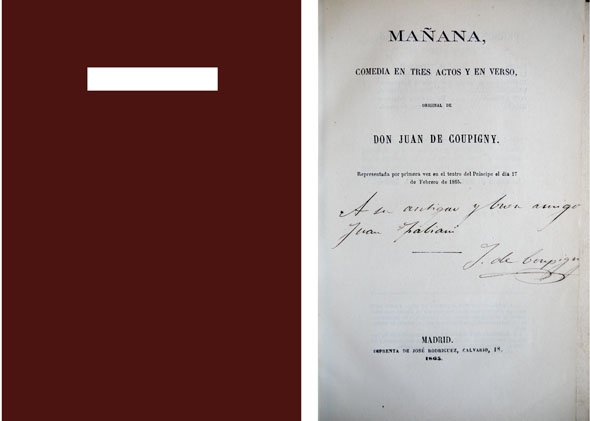 MAÑANA,
COMEDIA EN TRES ACTOS Y EN VERSO,
ORIGINAL DE
DON JUAN DE COUPIGNY.
Representada por primera vez en el teatro del Príncipe el dia 17
de Febrero de 1865.
A su antiguo y buen amigo
Juan
J. de Coupigny
MADRID.
IMPRENTA DE JOSÉ RODRIGUEZ, CALVARIO, 18.
1865.